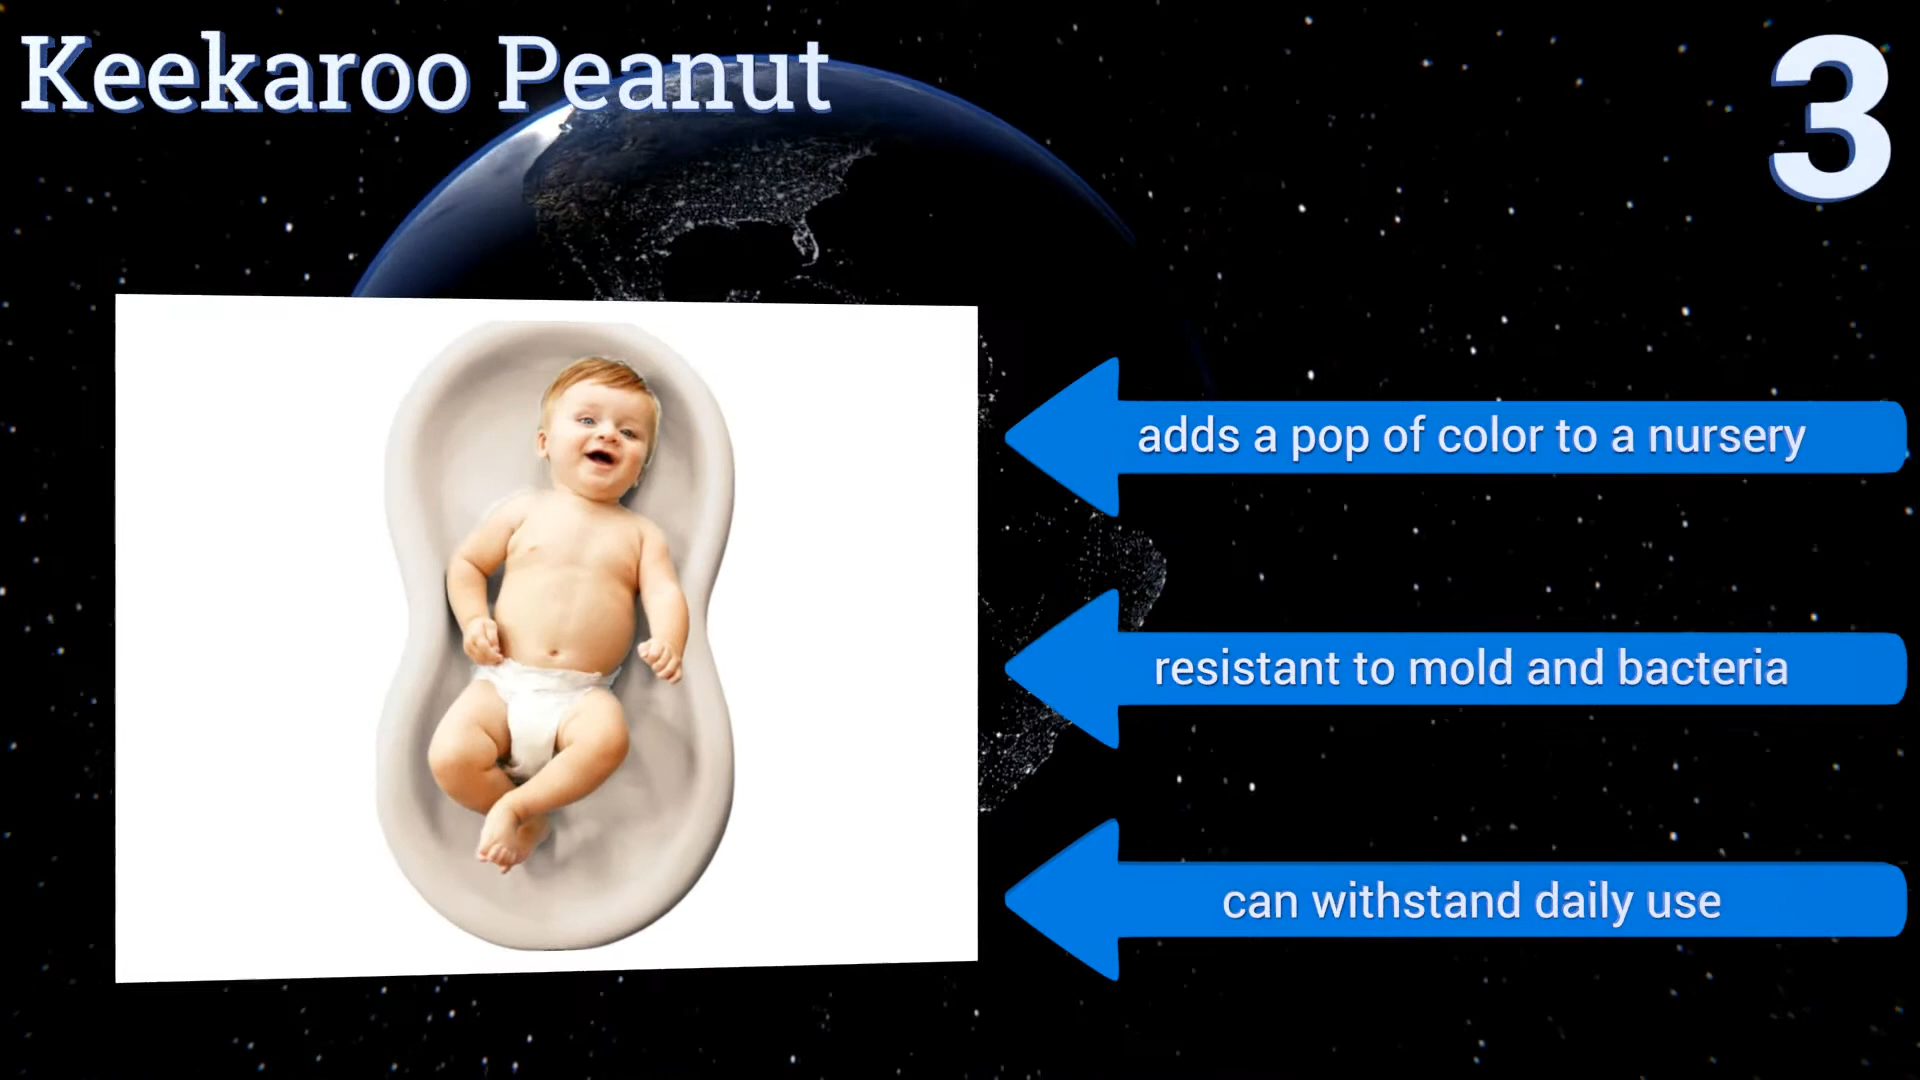 Keekaroo Peanut
3
adds a pop of color to a nursery
resistant to mold and bacteria
can withstand daily use